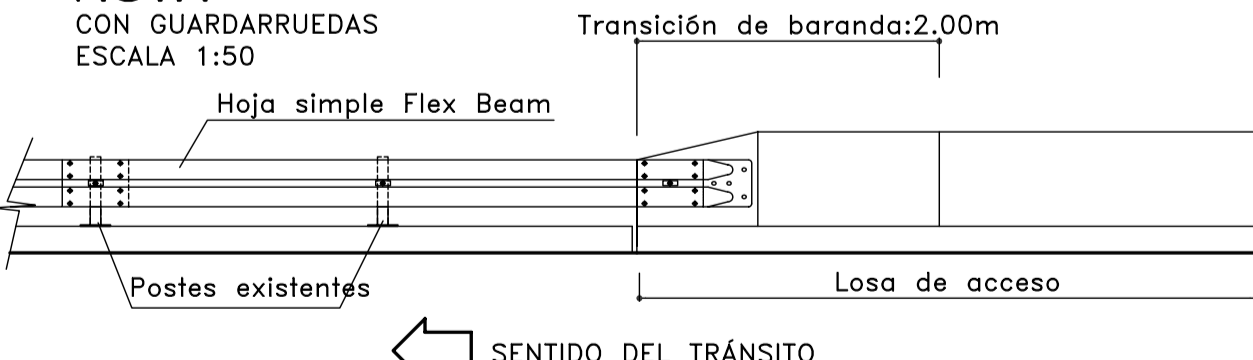 CON GUARDARRUEDAS
ESCALA 1:50
Transición de baranda:2.00m
Hoja simple Flex Beam
Postes existentes
Losa de acceso
SENTIDO DEL TRÁNSITO